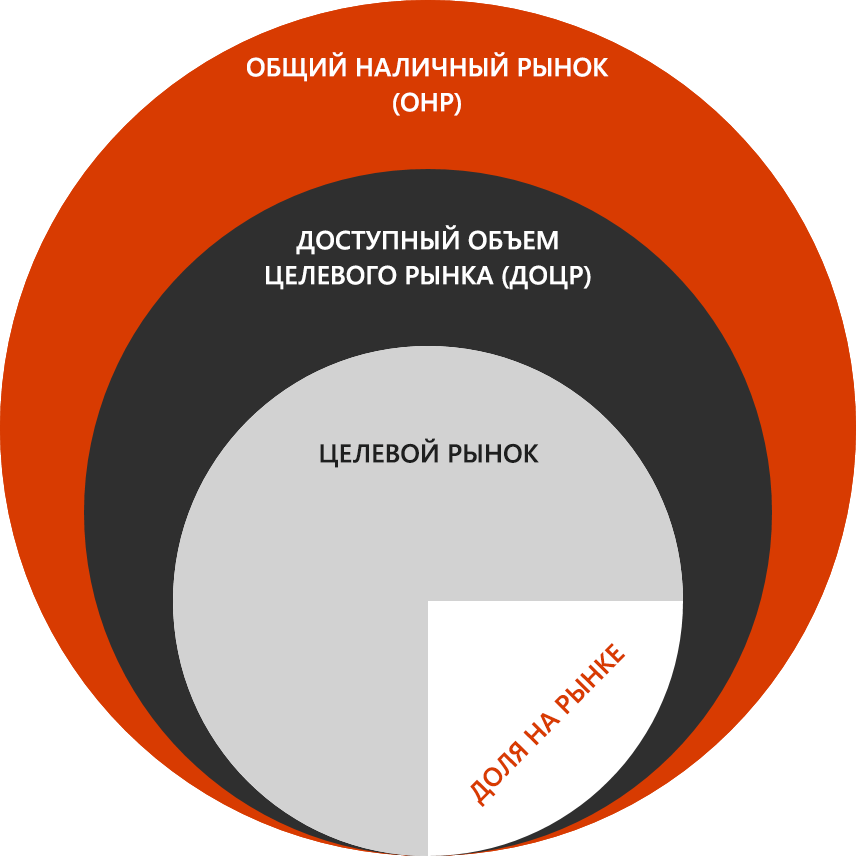 ОБЩИЙ НАЛИЧНЫЙ РЫНОК
(ОНР)
ДОСТУПНЫЙ ОБЪЕМ
ЦЕЛЕВОГО РЫНКА (ДОЦР)
ЦЕЛЕВОЙ РЫНОК
ДОЛЯ НА РЫНКЕ